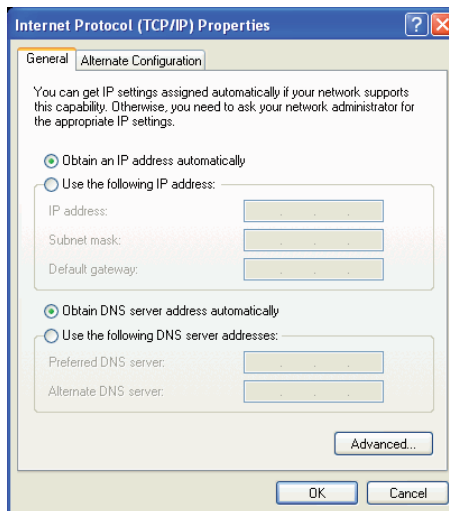 Internet Protocol (TCP/IP) Properties
General
Alternate Configuration
You can get IP settings assigned automatically if your network supports
this capability. Otherwise, you need to ask your network administrator for
the appropriate IP settings.
Obtain an IP address automatically
Use the following IP address:
IP address:
Subnet mask:
Default gateway:
Obtain DNS server address automatically
Use the following DNS server addresses:
Preferred DNS server:
Alternate DNS server:
Advanced...
OK
Cancel